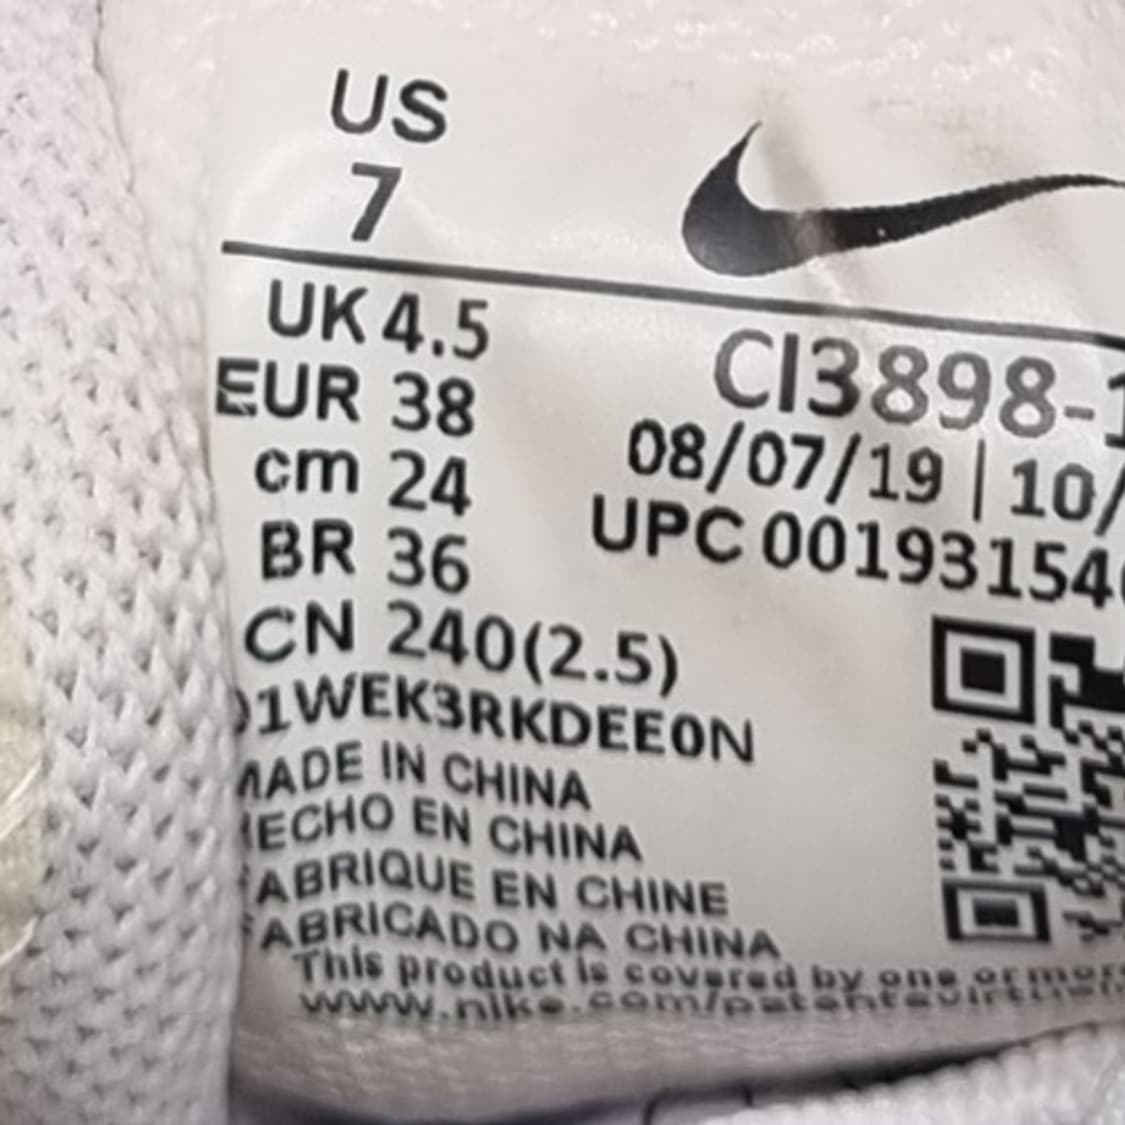 US
7
UK 4.5
EUR 38
cm 24
BR 36
CN 240(2.5)
CI3898-1
08/07/19 | 10/
UPC 00193154
1WEK3RKDEE0N
MADE IN CHINA
HECHO EN CHINA
FABRIQUE EN CHINE
FABRICADO NA CHINA
This product is covered by one or more
www.nike.com/patents